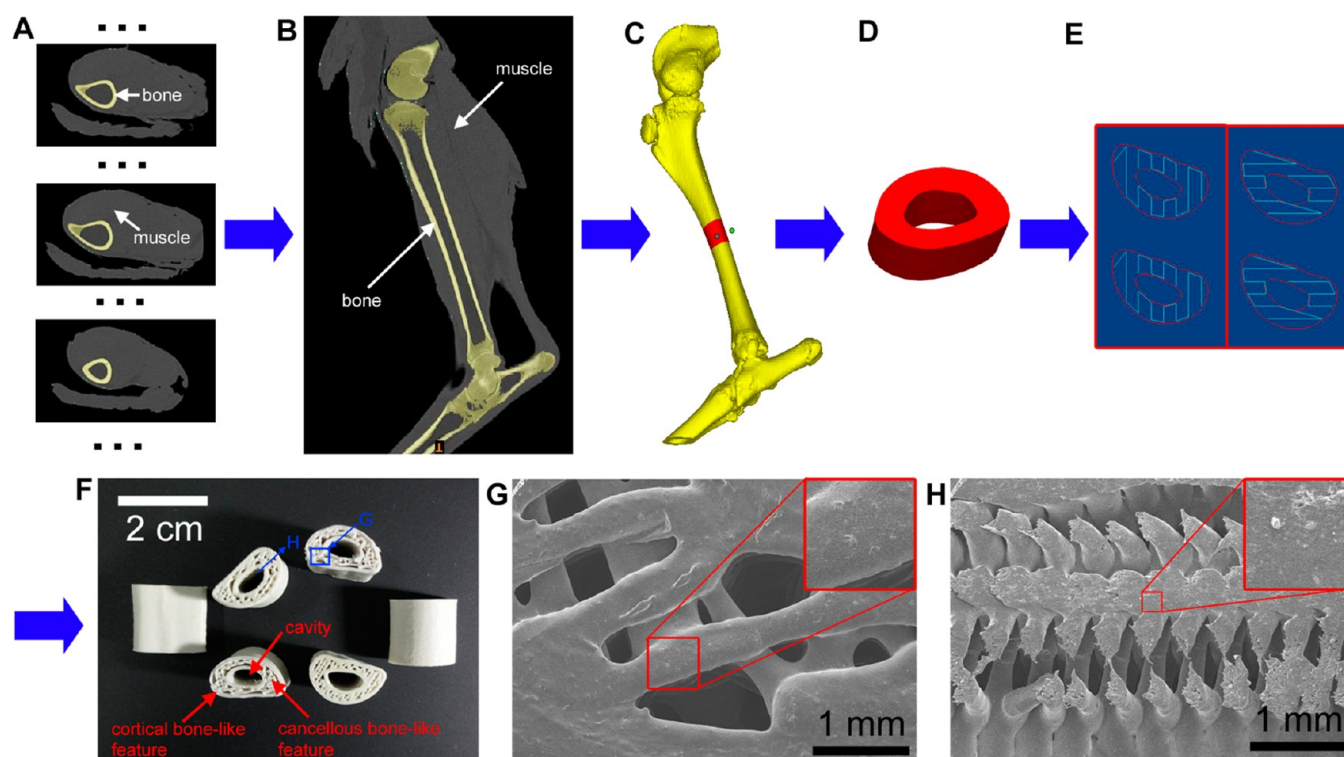 A
B
C
D
E
bone
muscle
muscle
bone
F
G
H
2 cm
G
H
cavity
cortical bone-like
feature
cancellous bone-like
feature
1 mm
1 mm